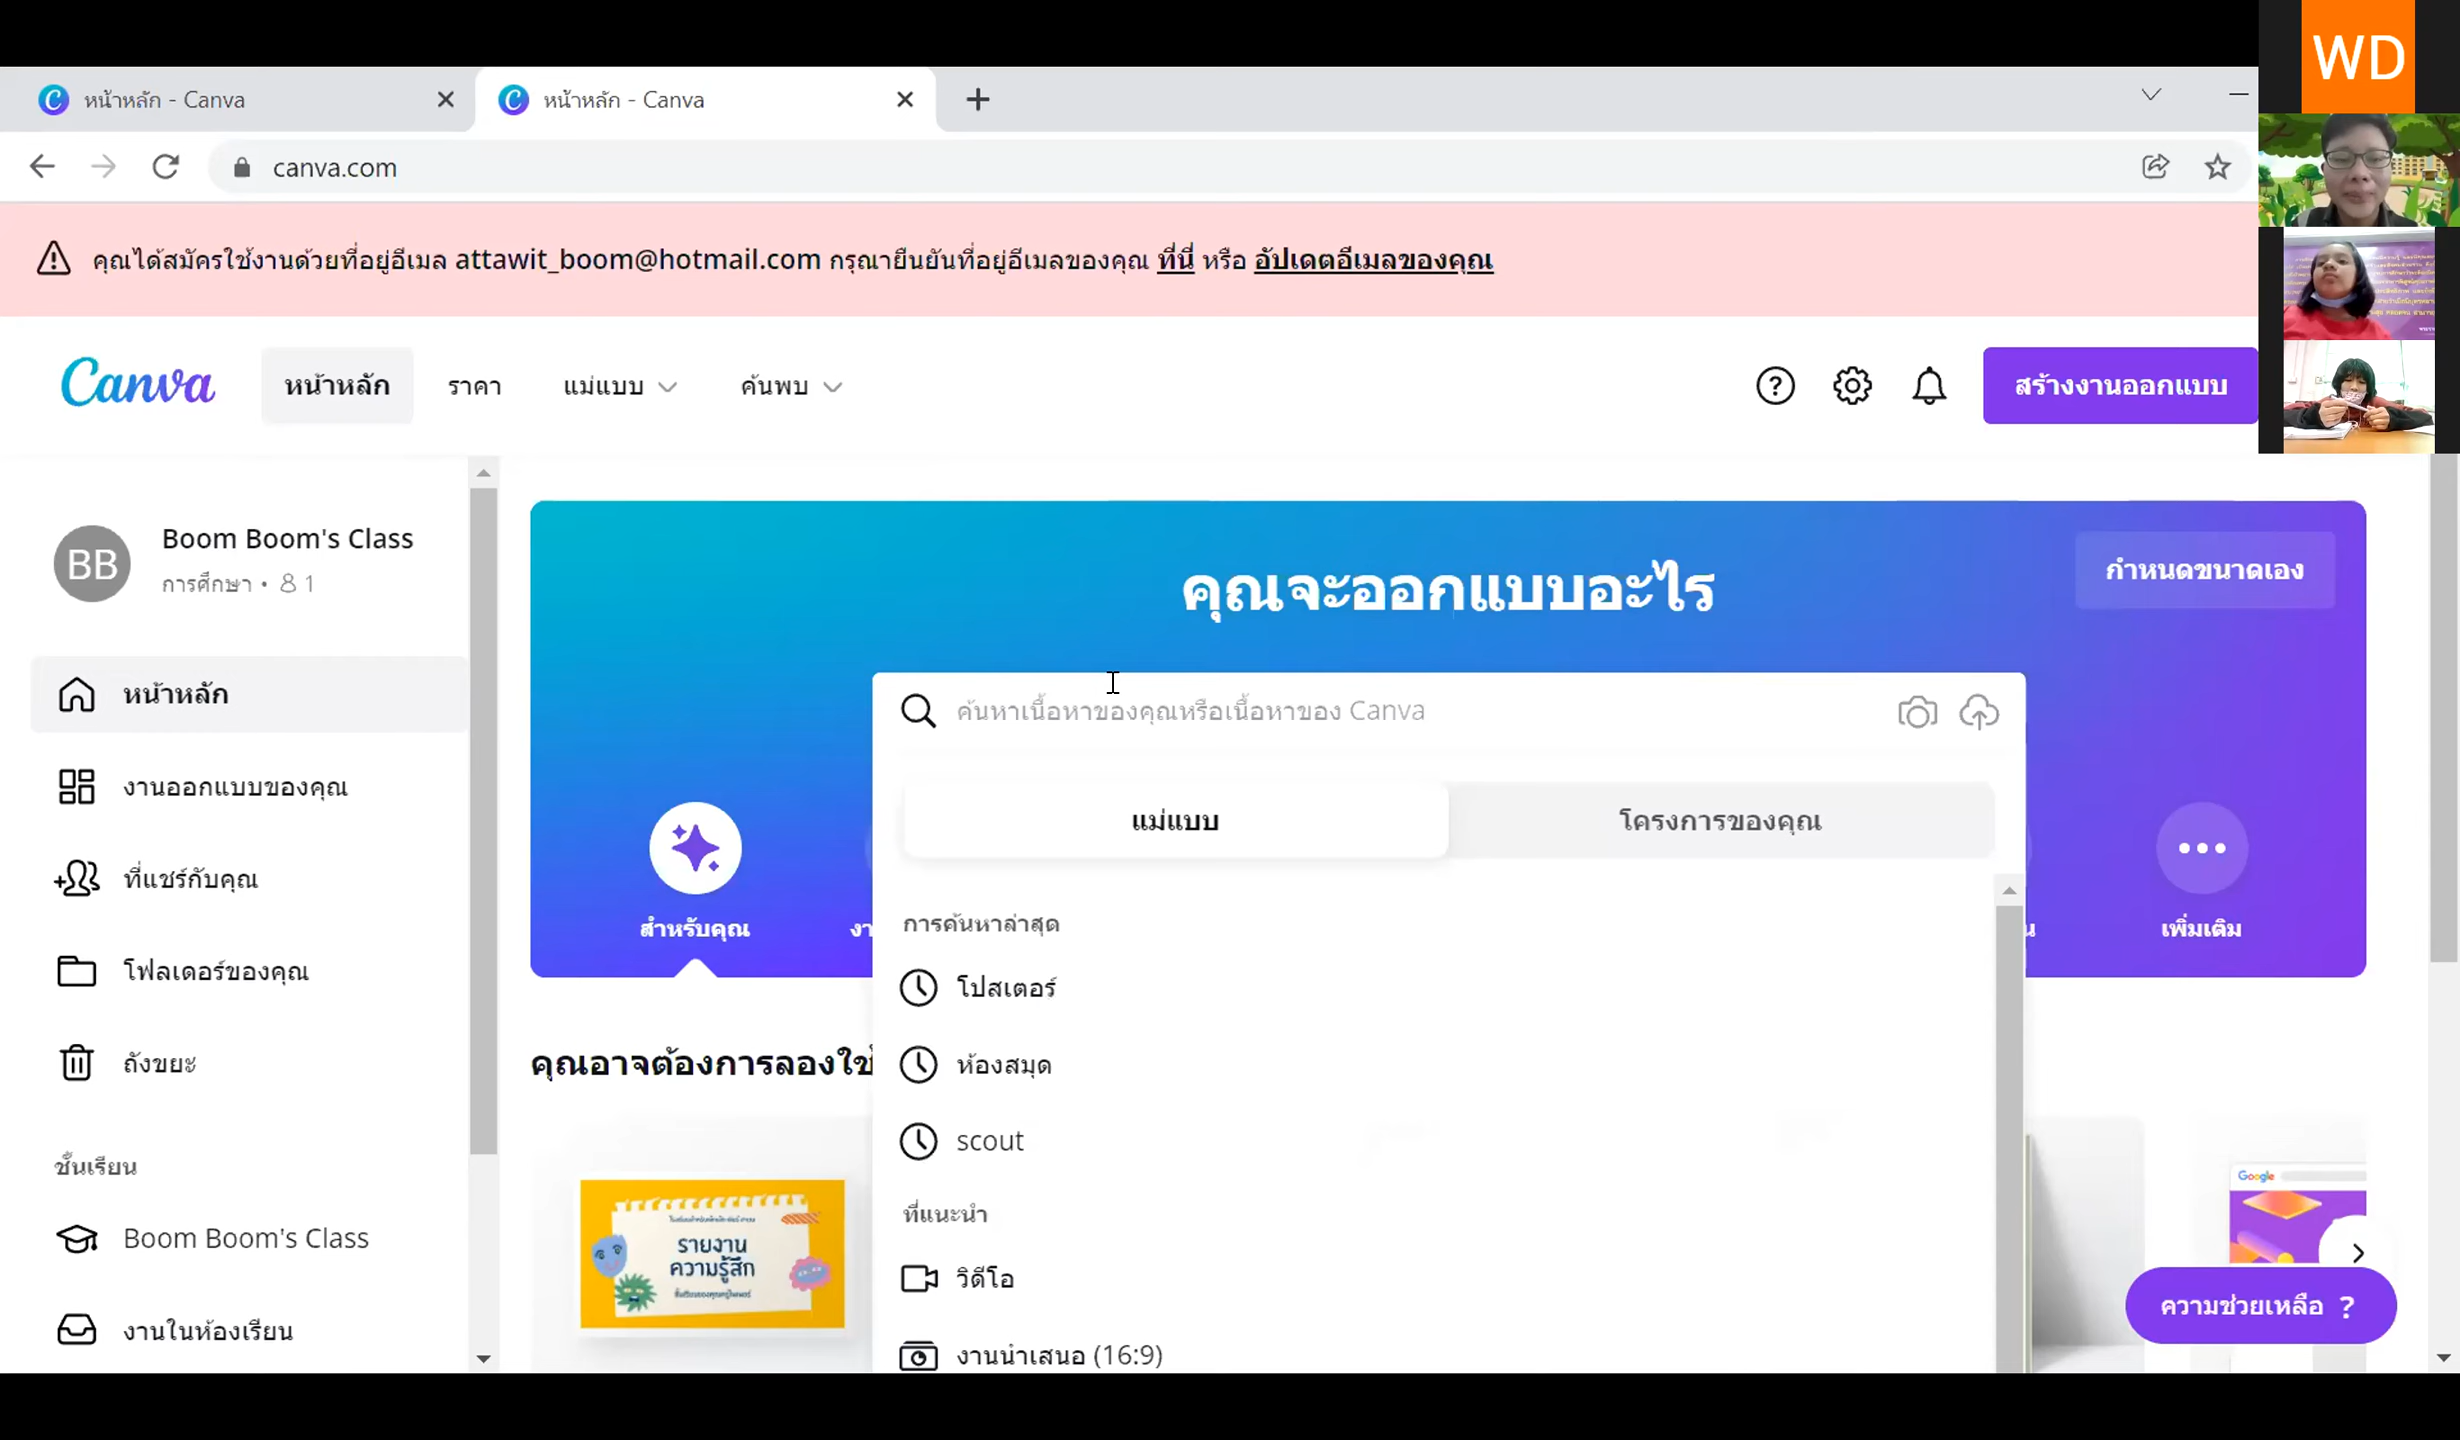 WD
หน้าหลัก - Canva
หน้าหลัก - Canva
canva.com
คุณได้สมัครใช้งานด้วยที่อยู่อีเมล attawit_boom@hotmail.com กรุณายืนยันที่อยู่อีเมลของคุณ ที่นี่ หรือ อัปเดตอีเมลของคุณ
Canva
หน้าหลัก
ราคา
แม่แบบ
ค้นพบ
สร้างงานออกแบบ
BB
Boom Boom's Class
การศึกษา • 1
หน้าหลัก
งานออกแบบของคุณ
ที่แชร์กับคุณ
โฟลเดอร์ของคุณ
ถังขยะ
ชั้นเรียน
Boom Boom's Class
งานในห้องเรียน
คุณจะออกแบบอะไร
กำหนดขนาดเอง
ค้นหาเนื้อหาของคุณหรือเนื้อหาของ Canva
แม่แบบ
โครงการของคุณ
สำหรับคุณ
เพิ่มเติม
การค้นหาล่าสุด
โปสเตอร์
ห้องสมุด
scout
ที่แนะนำ
วิดีโอ
งานนำเสนอ (16:9)
คุณอาจต้องการลองใช้
รายงาน
ความรู้สึก
Google
ความช่วยเหลือ ?